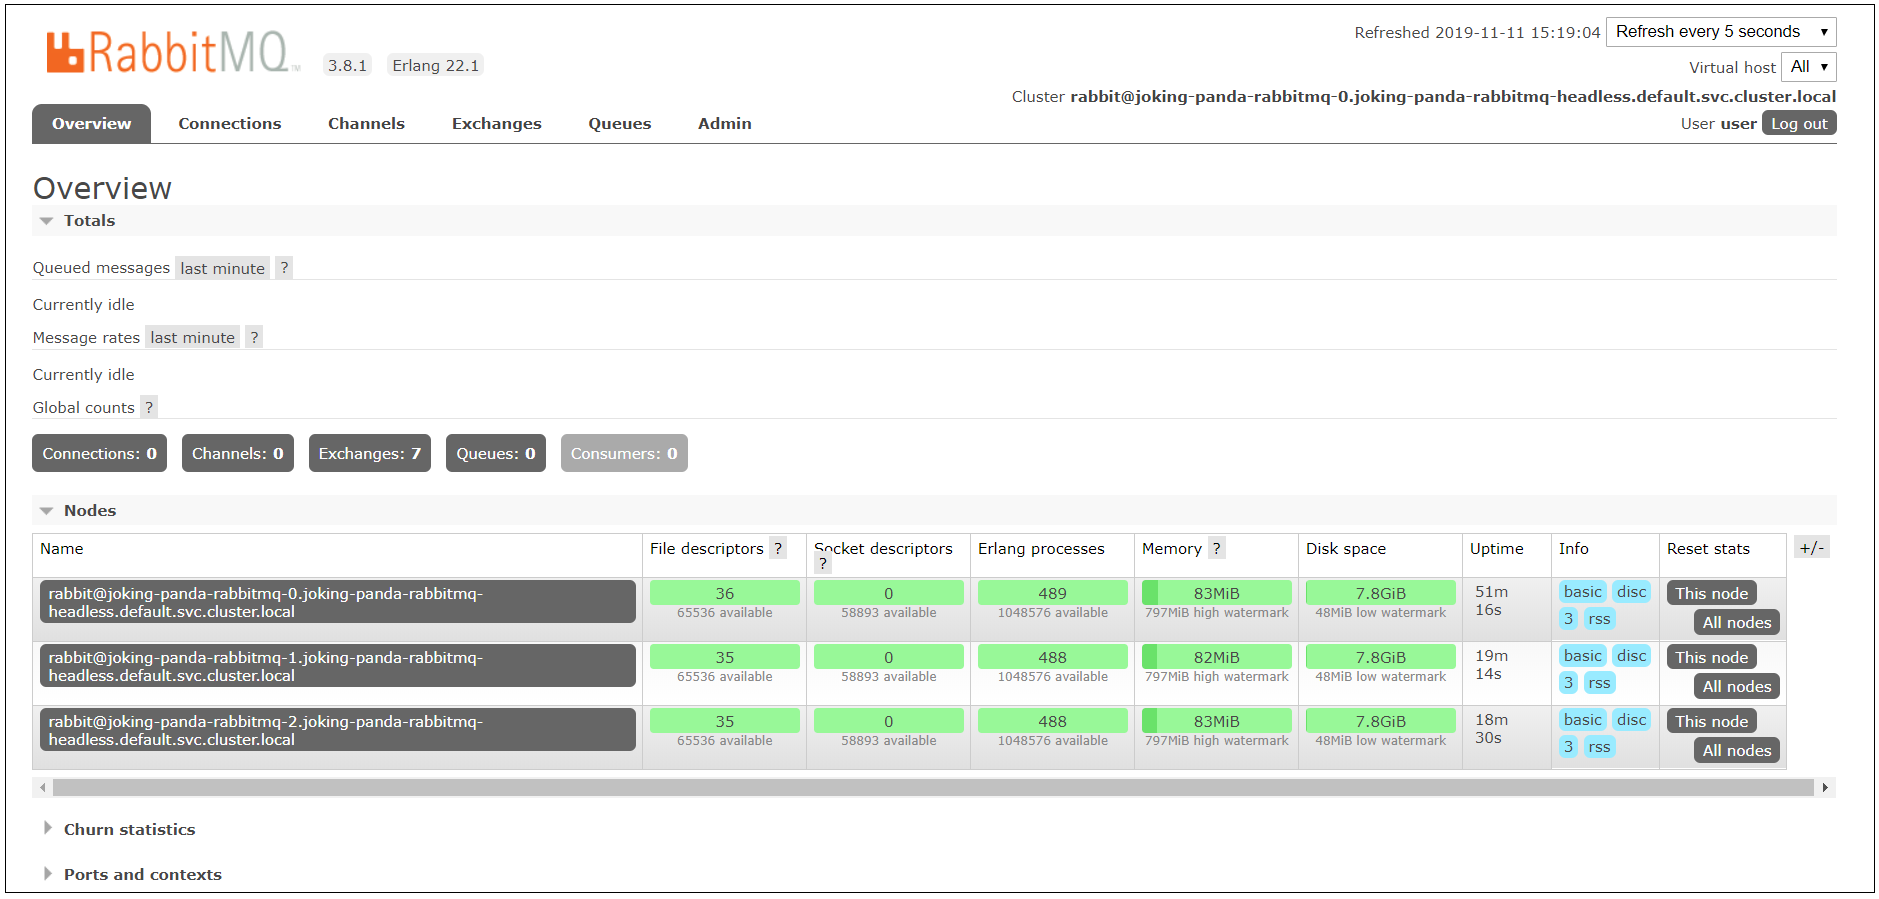 RabbitMQ TM 3.8.1 Erlang 22.1
Refreshed 2019-11-11 15:19:04 Refresh every 5 seconds
Virtual host All
Cluster rabbit@joking-panda-rabbitmq-0.joking-panda-rabbitmq-headless.default.svc.cluster.local
User user Log out
Overview Connections Channels Exchanges Queues Admin
Overview
Totals
Queued messages last minute ?
Currently idle
Message rates last minute ?
Currently idle
Global counts ?
Connections: 0 Channels: 0 Exchanges: 7 Queues: 0 Consumers: 0
Nodes
Name File descriptors ? Socket descriptors ? Erlang processes Memory ? Disk space Uptime Info Reset stats +/-
rabbit@joking-panda-rabbitmq-0.joking-panda-rabbitmq-
headless.default.svc.cluster.local
36
65536 available
0
58893 available
489
1048576 available
83MiB
797MiB high watermark
7.8GiB
48MiB low watermark
51m
16s
basic disc
3 rss
This node
All nodes
rabbit@joking-panda-rabbitmq-1.joking-panda-rabbitmq-
headless.default.svc.cluster.local
35
65536 available
0
58893 available
488
1048576 available
82MiB
797MiB high watermark
7.8GiB
48MiB low watermark
19m
14s
basic disc
3 rss
This node
All nodes
rabbit@joking-panda-rabbitmq-2.joking-panda-rabbitmq-
headless.default.svc.cluster.local
35
65536 available
0
58893 available
488
1048576 available
83MiB
797MiB high watermark
7.8GiB
48MiB low watermark
18m
30s
basic disc
3 rss
This node
All nodes
Churn statistics
Ports and contexts